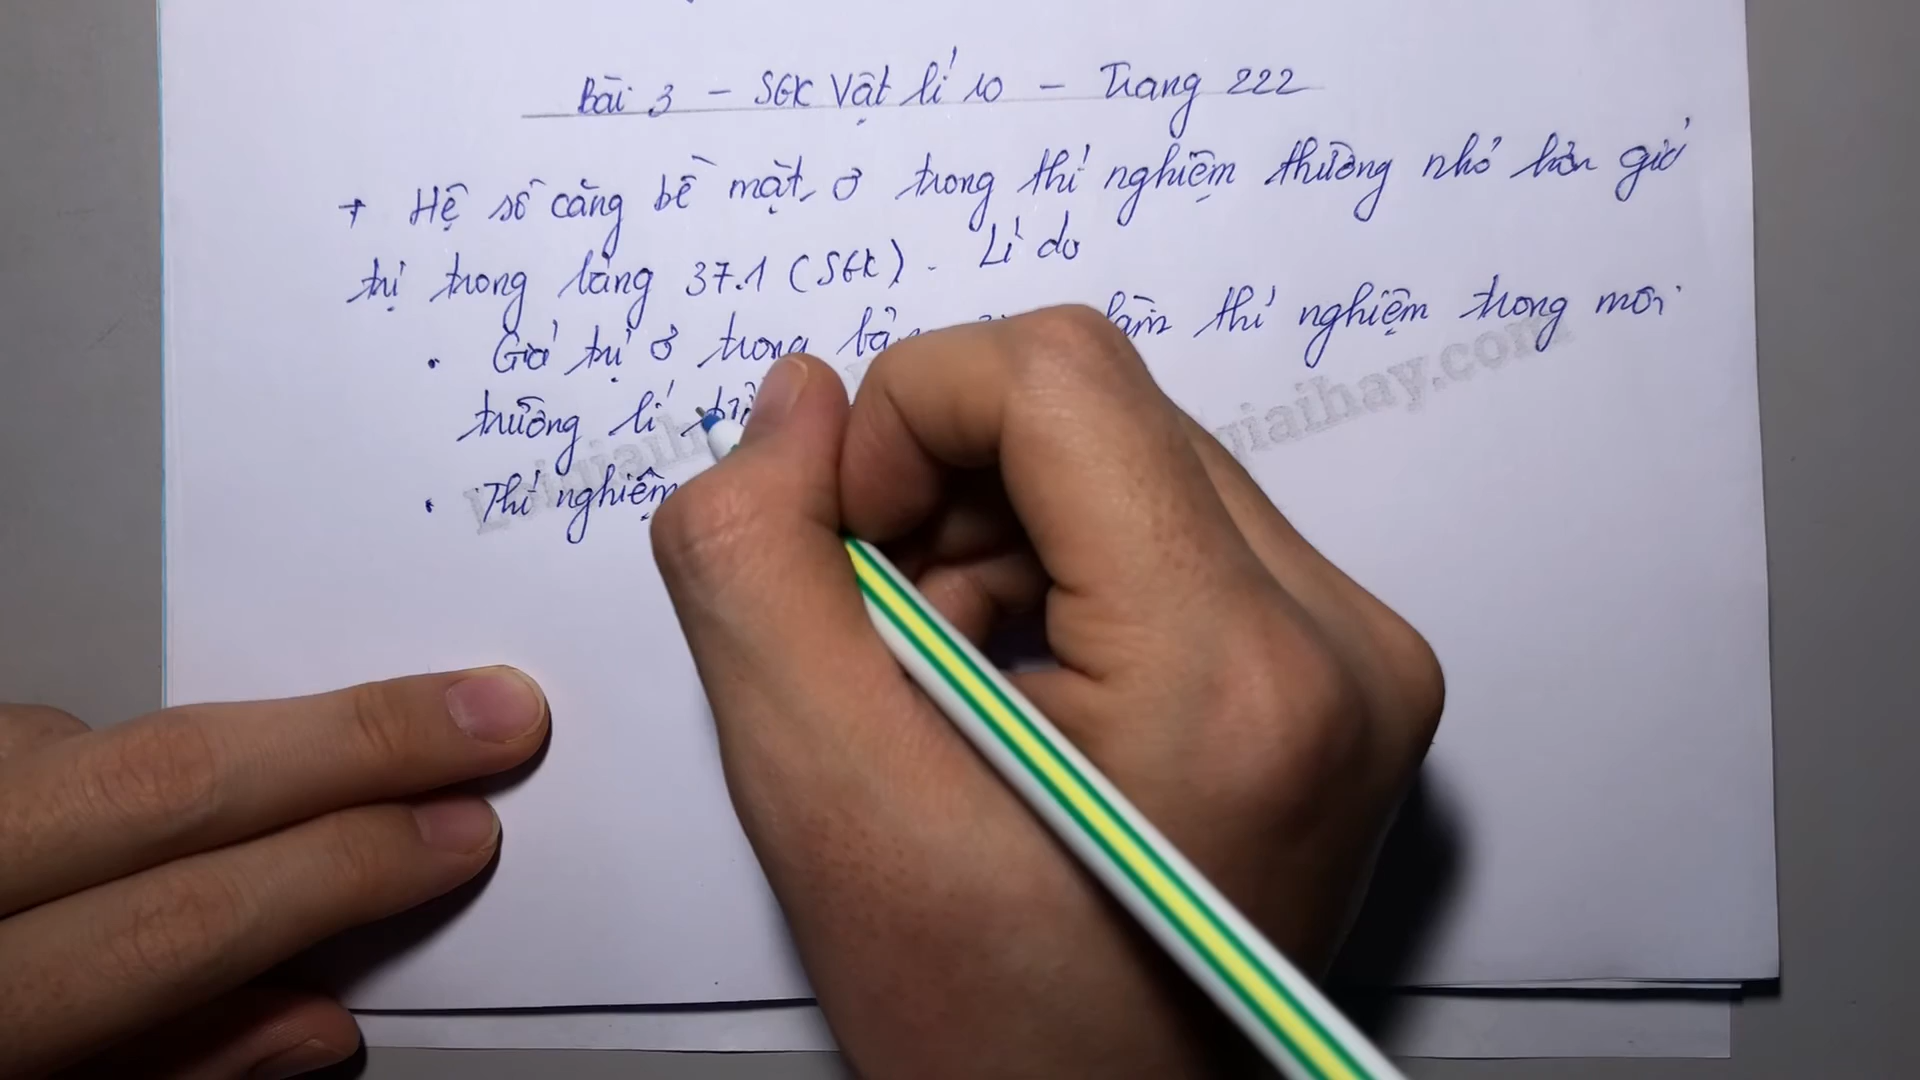 Bài 3 - SGK Vật lí 10 - Trang 222
+ Hệ số căng bề mặt ở trong thí nghiệm thường nhỏ hơn giá
trị trong bảng 37.1 (SGK). Lí do
• Giá trị ở trong làm thí nghiệm trong môi
trường lí
• Thí nghiệm
loigiaihay.com